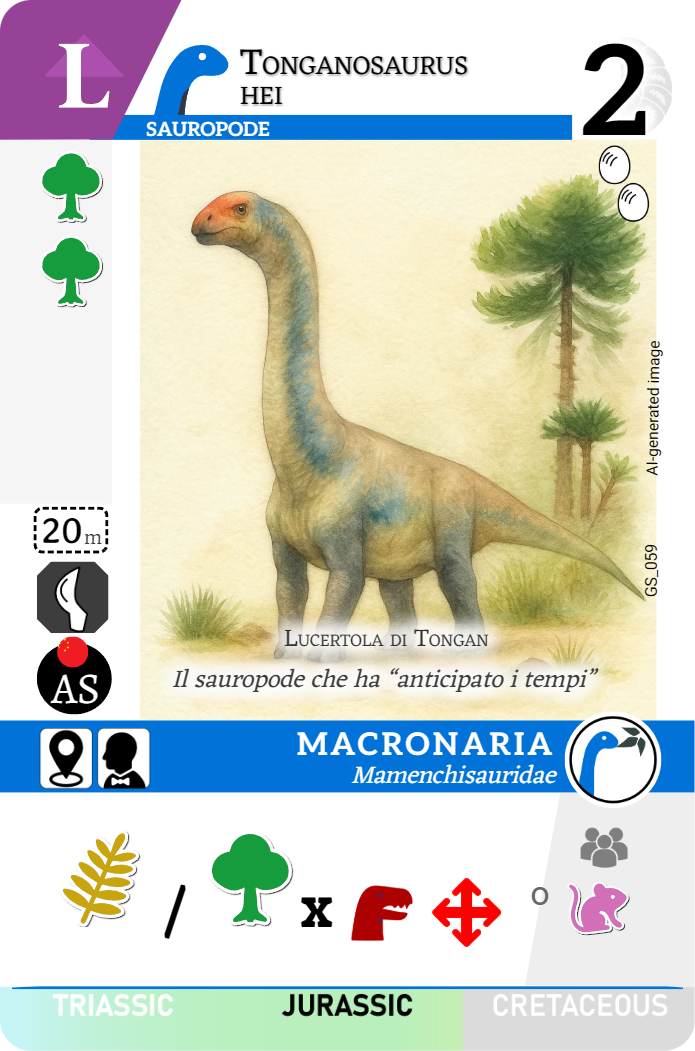 L
TONGANOSAURUS
HEI
2
SAUROPODE
AI-generated image
GS_059
20m
AS
LUCERTOLA DI TONGAN
Il sauropode che ha “anticipato i tempi”
MACRONARIA
Mamenchisauridae
/
x
O
TRIASSIC
JURASSIC
CRETACEOUS